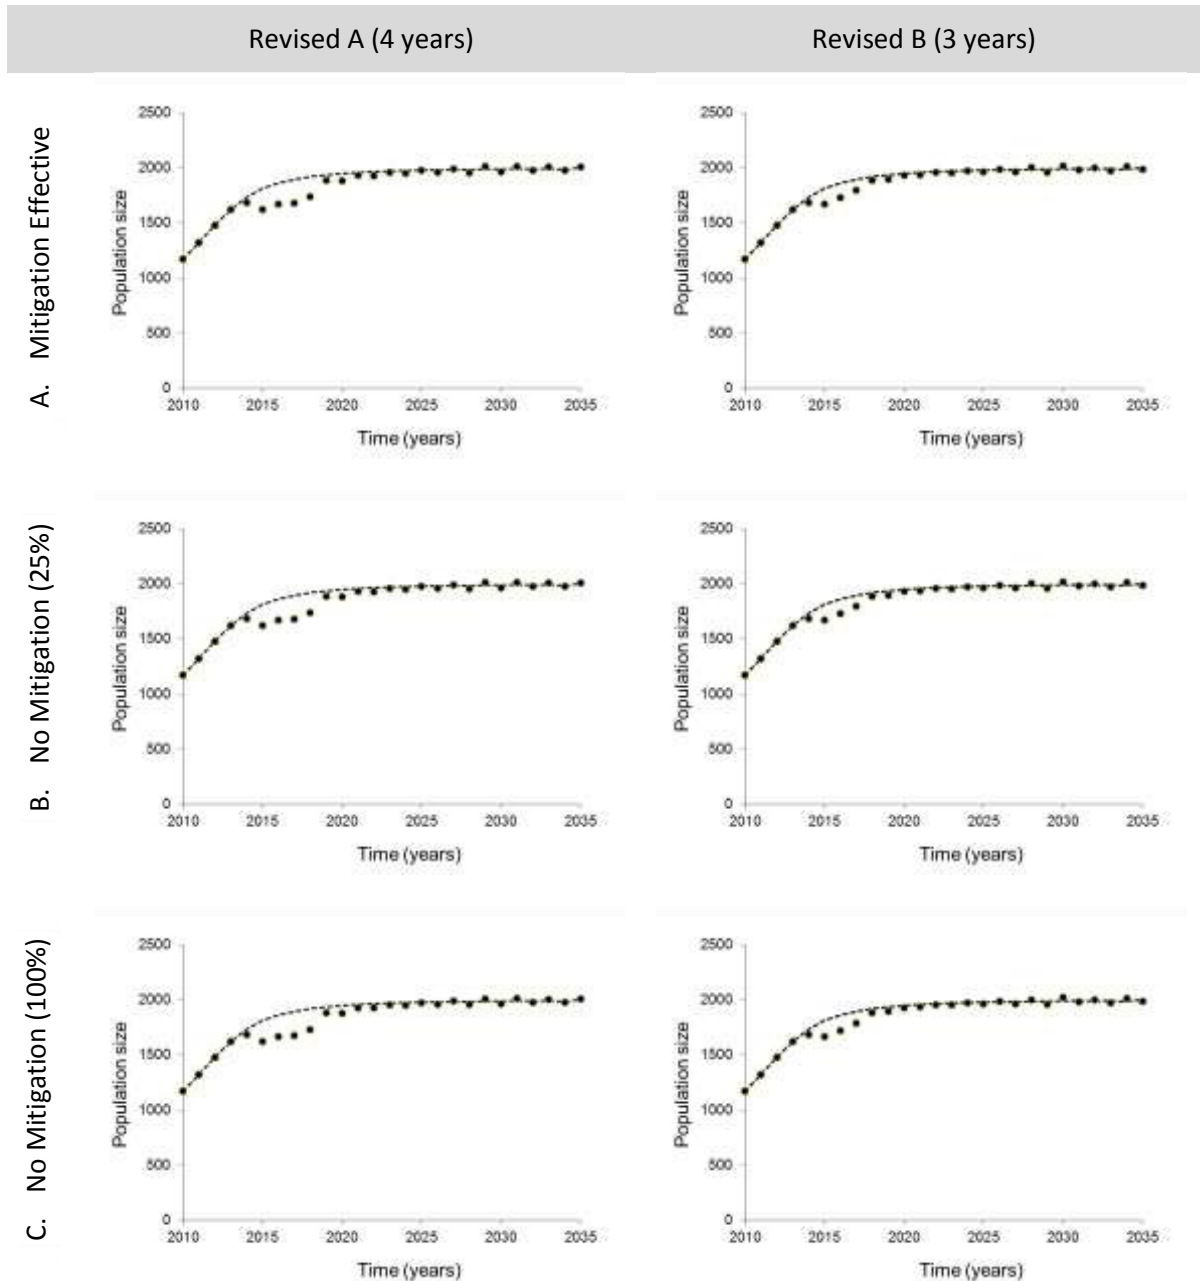 Revised A (4 years)
Revised B (3 years)
A. Mitigation Effective
2500
2000
1500
1000
500
0
Population size
2010 2015 2020 2025 2030 2035
Time (years)
2500
2000
1500
1000
500
0
Population size
2010 2015 2020 2025 2030 2035
Time (years)
B. No Mitigation (25%)
2500
2000
1500
1000
500
0
Population size
2010 2015 2020 2025 2030 2035
Time (years)
2500
2000
1500
1000
500
0
Population size
2010 2015 2020 2025 2030 2035
Time (years)
C. No Mitigation (100%)
2500
2000
1500
1000
500
0
Population size
2010 2015 2020 2025 2030 2035
Time (years)
2500
2000
1500
1000
500
0
Population size
2010 2015 2020 2025 2030 2035
Time (years)